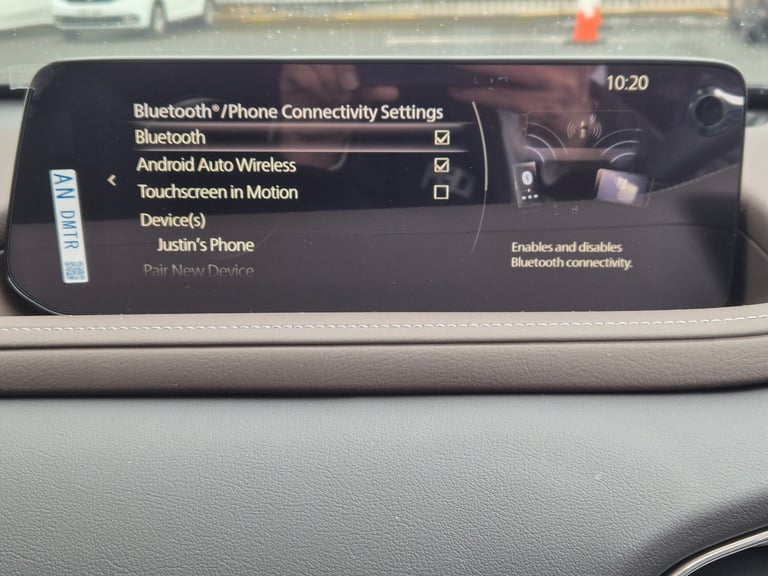 10:20
Bluetooth®/Phone Connectivity Settings
Bluetooth
Android Auto Wireless
Touchscreen in Motion
Device(s)
Justin's Phone
Pair New Device
Enables and disables
Bluetooth connectivity.
AN DMTR